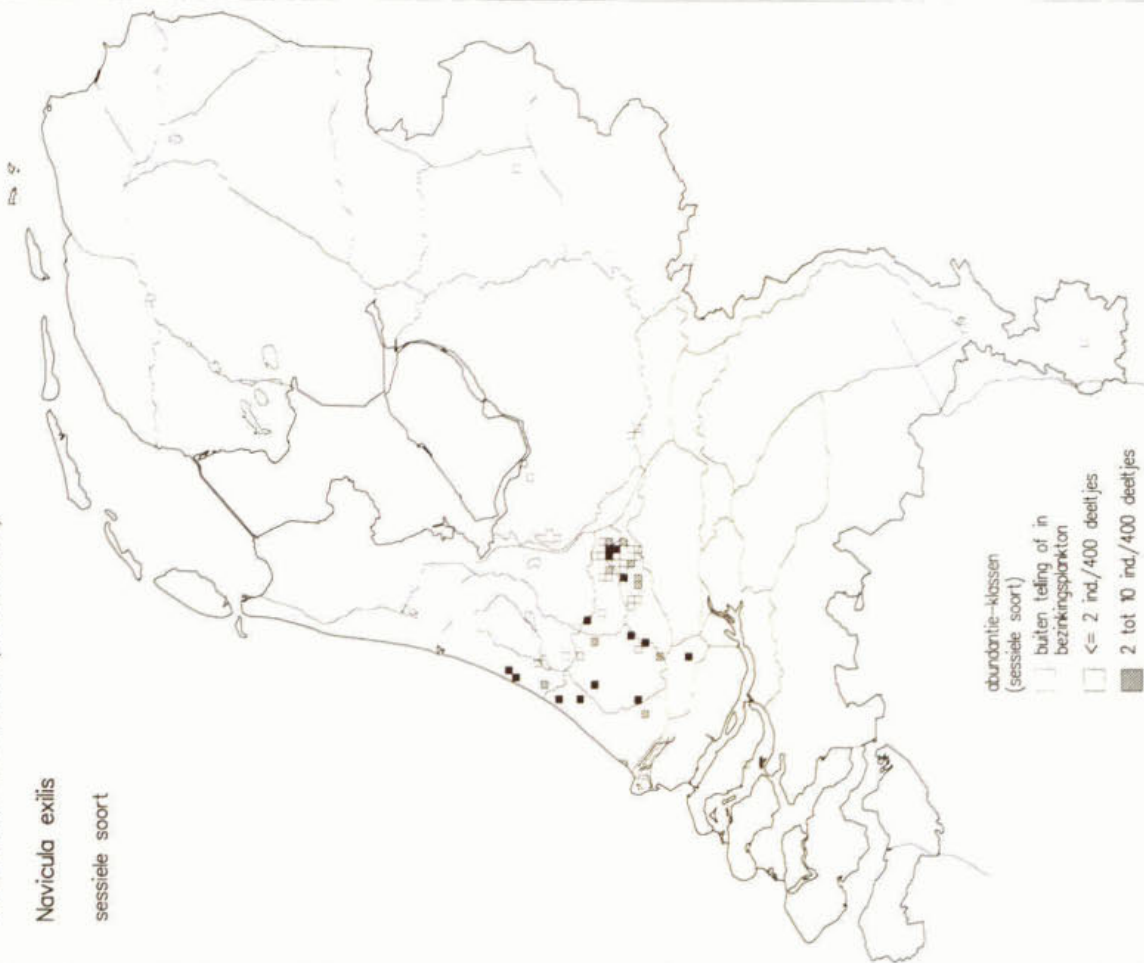 Navicula exilis
sessiele soort
abundantie-klassen
(sessiele soort)
buiten telling of in
bezinkingsplankton
<= 2 ind./400 deeltjes
2 tot 10 ind./400 deeltjes